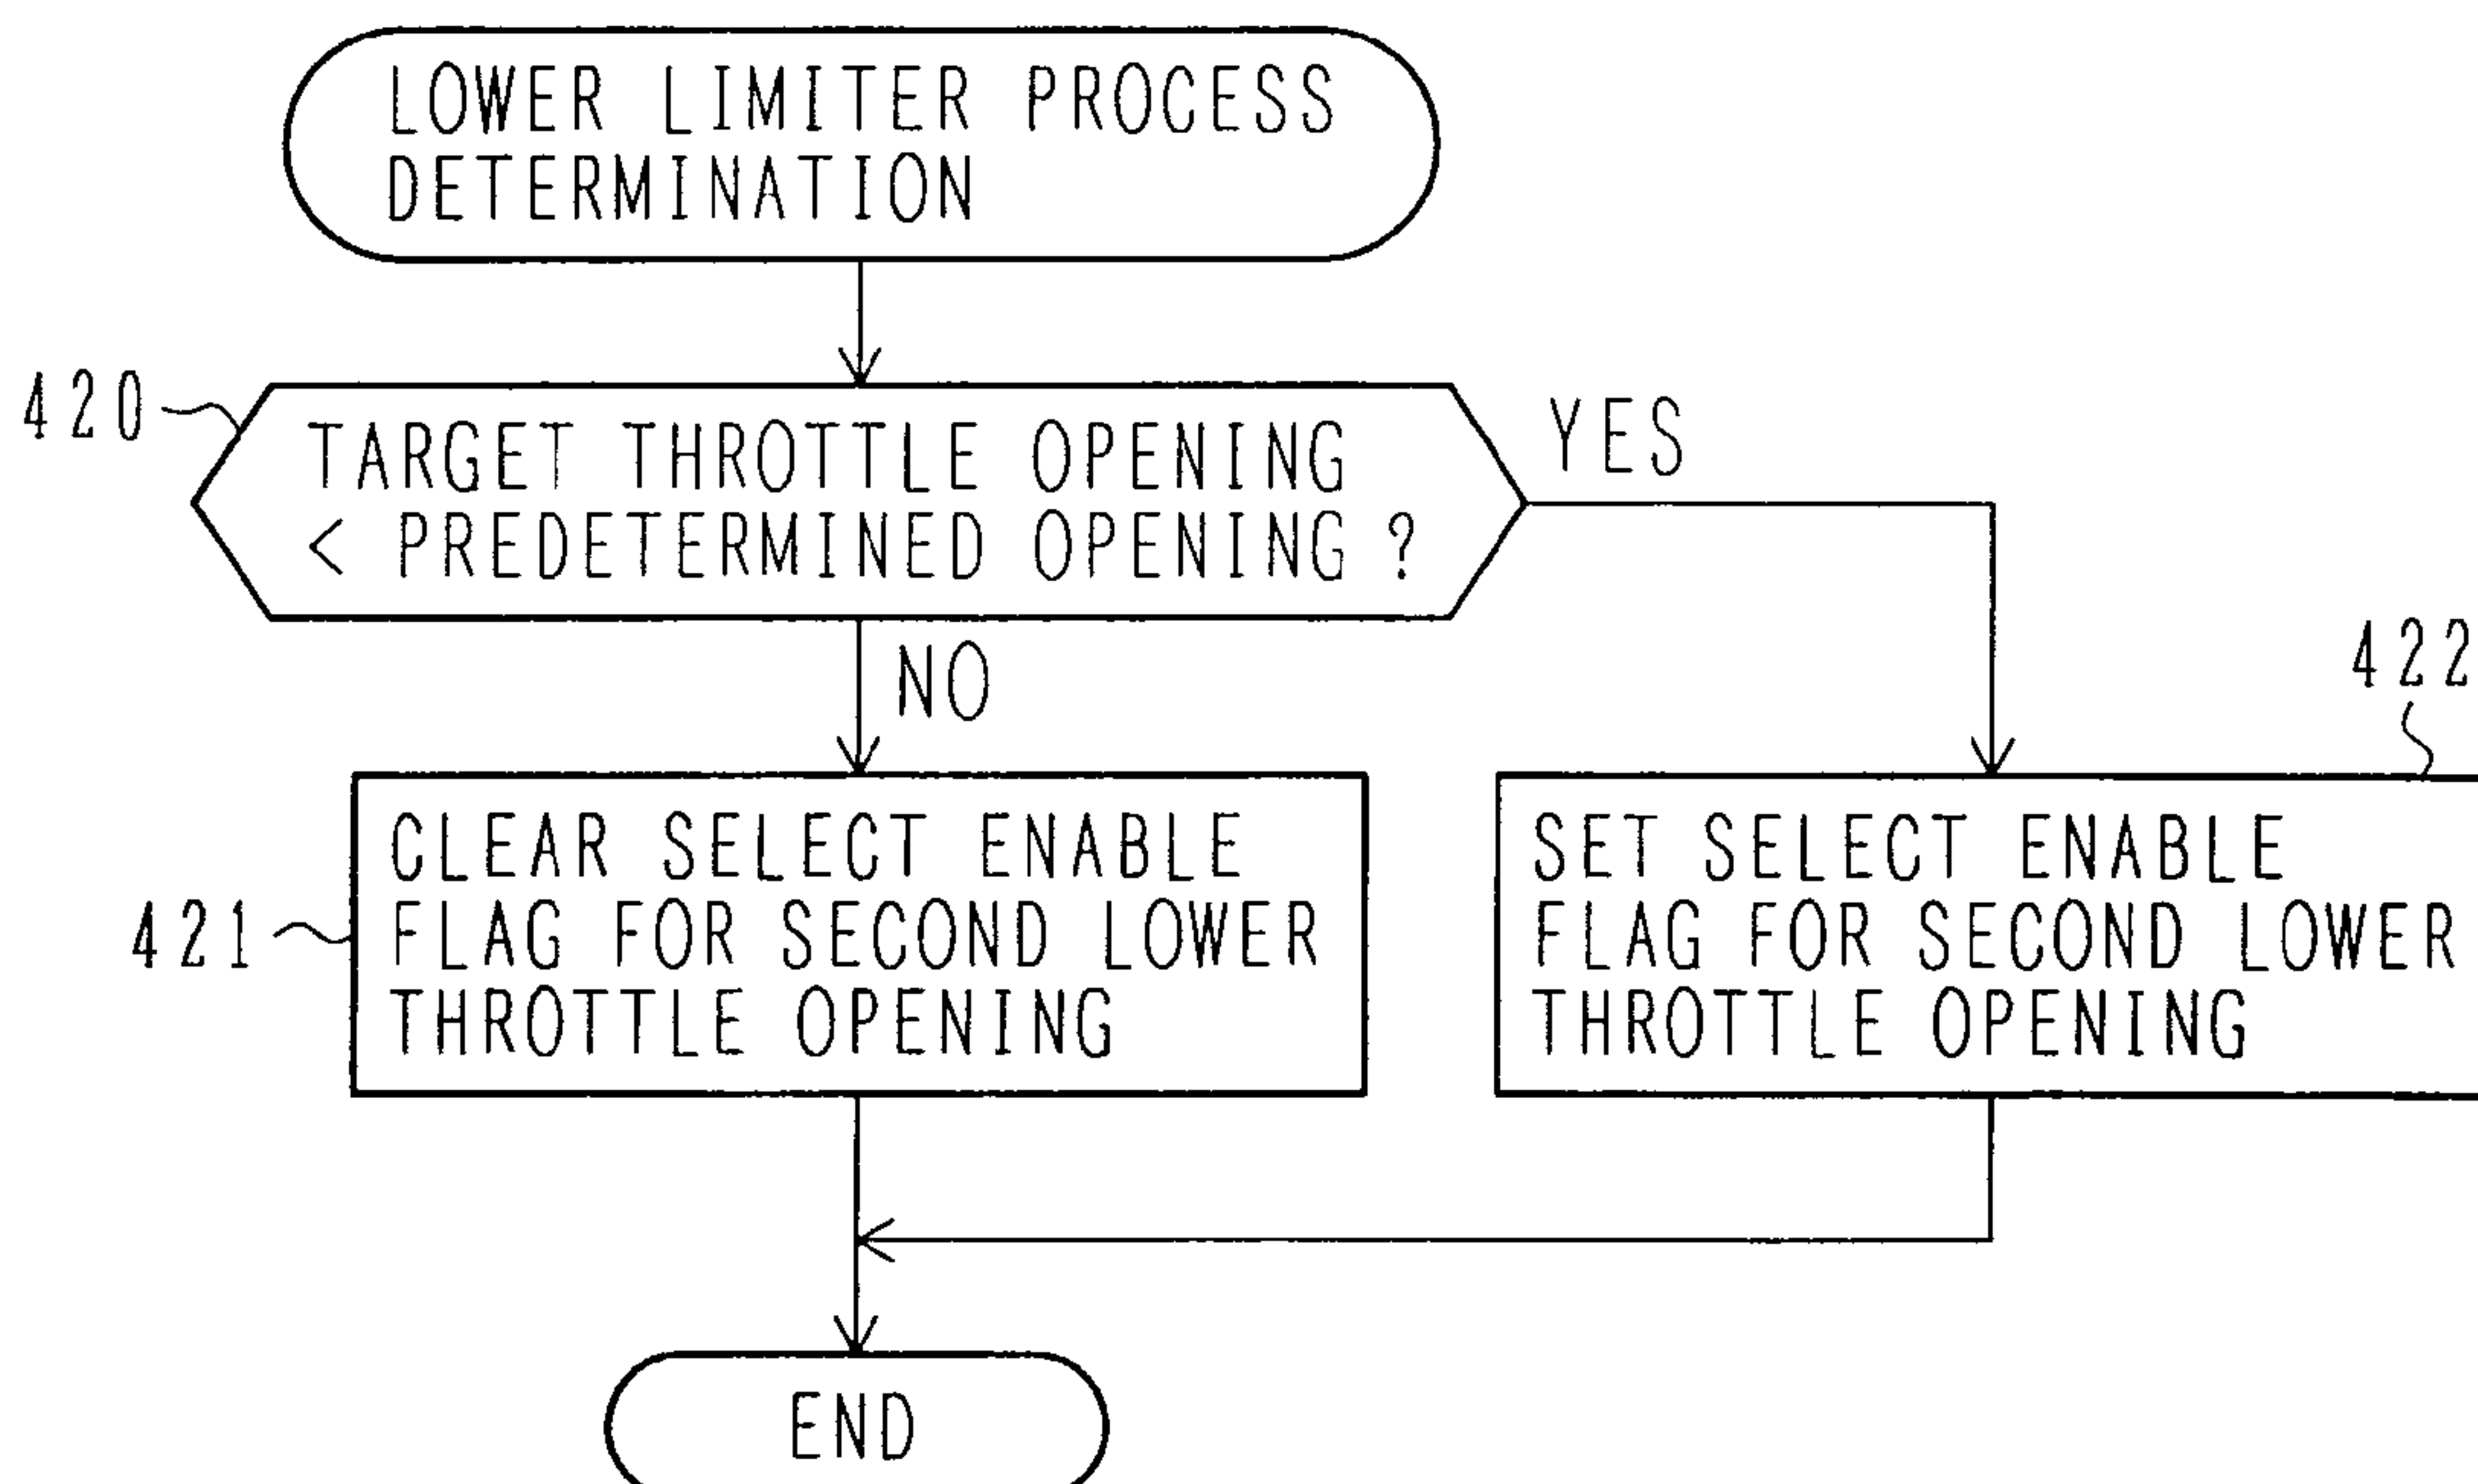 LOWER LIMITER PROCESS
DETERMINATION
420
TARGET THROTTLE OPENING
< PREDETERMINED OPENING ?
YES
NO
422
421
CLEAR SELECT ENABLE
FLAG FOR SECOND LOWER
THROTTLE OPENING
SET SELECT ENABLE
FLAG FOR SECOND LOWER
THROTTLE OPENING
END